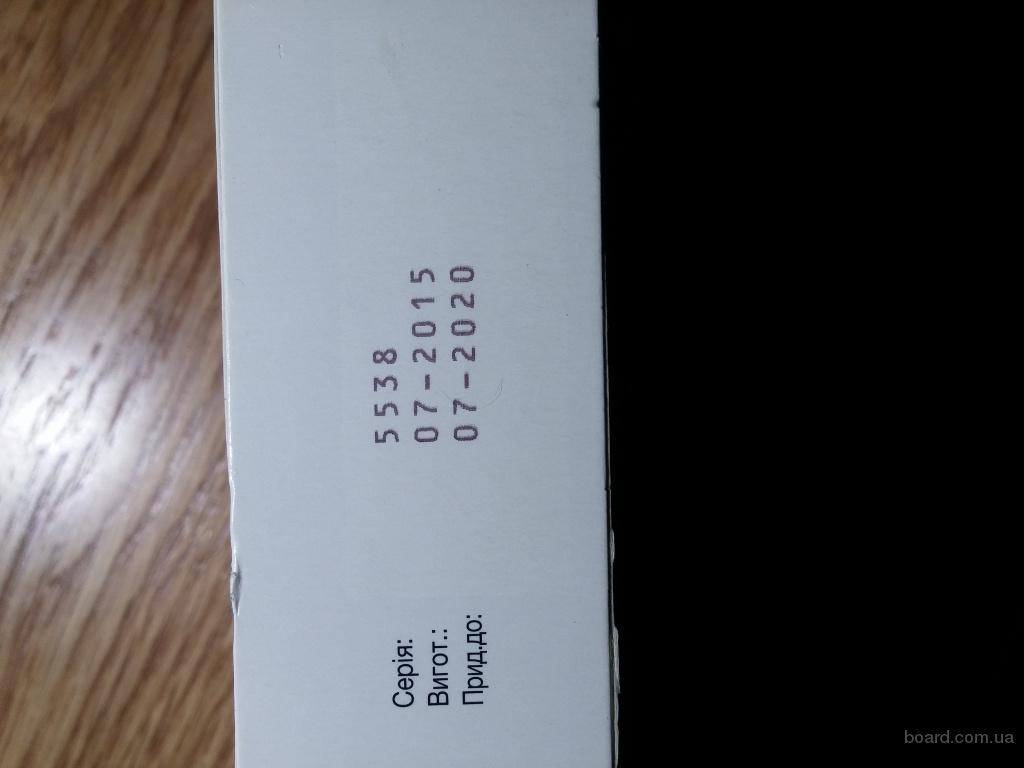 Серія: 5538
Вигот.: 07-2015
Прид.до: 07-2020
board.com.ua